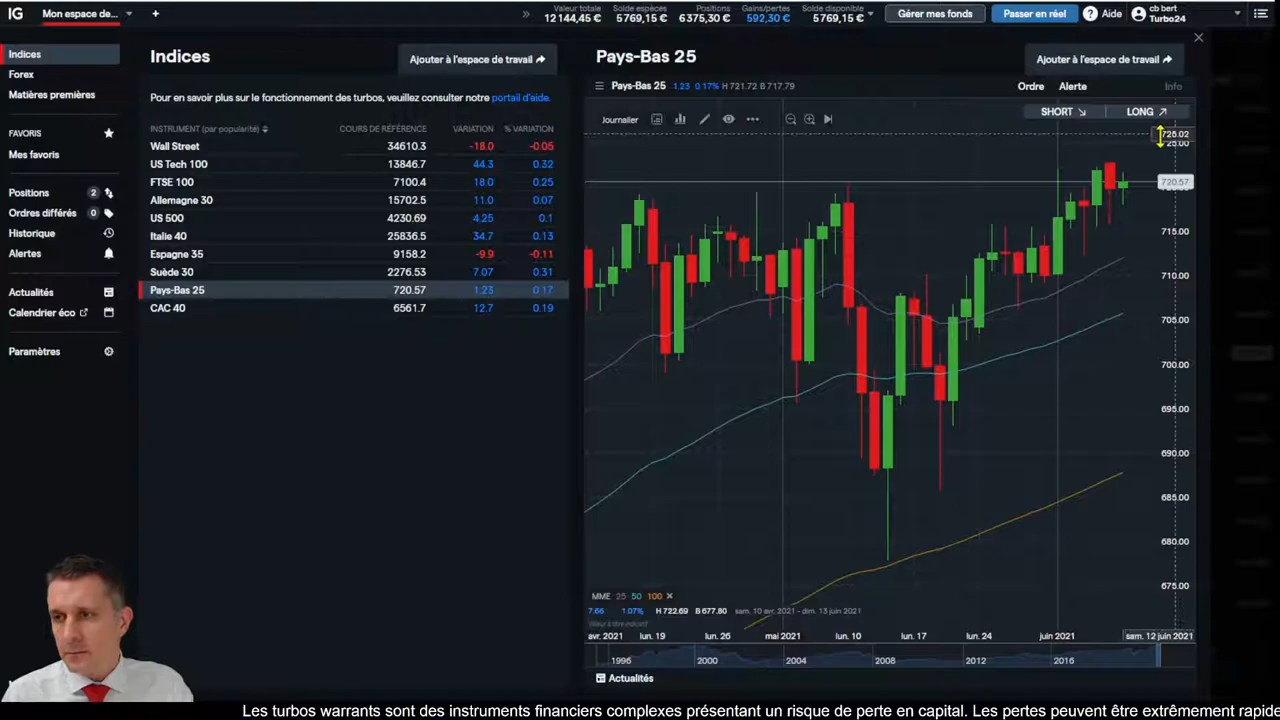 IG Mon espace de... +
» Valeur totale 12 144,45 € Solde espèces 5769,15 € Positions 6375,30 € Gains/pertes 592,30 € Solde disponible 5769,15 € Gérer mes fonds Passer en réel ? Aide cb bert Turbo24
Indices
Forex
Matières premières
FAVORIS
Mes favoris
Positions 2
Ordres différés 0
Historique
Alertes
Actualités
Calendrier éco
Paramètres
Indices Ajouter à l'espace de travail
Pour en savoir plus sur le fonctionnement des turbos, veuillez consulter notre portail d'aide.
INSTRUMENT (par popularité) COURS DE RÉFÉRENCE VARIATION % VARIATION
Wall Street 34610.3 -18.0 -0.05
US Tech 100 13846.7 44.3 0.32
FTSE 100 7100.4 18.0 0.25
Allemagne 30 15702.5 11.0 0.07
US 500 4230.69 4.25 0.1
Italie 40 25836.5 34.7 0.13
Espagne 35 9158.2 -9.9 -0.11
Suède 30 2276.53 7.07 0.31
Pays-Bas 25 720.57 1.23 0.17
CAC 40 6561.7 12.7 0.19
Pays-Bas 25 Ajouter à l'espace de travail
Pays-Bas 25 1.23 0.17% H 721.72 B 717.79 Ordre Alerte Info
Journalier SHORT LONG
726.02
725.00
720.57
715.00
710.00
705.00
700.00
695.00
690.00
685.00
680.00
675.00
MME 25 50 100
7.66 1.07% H 722.69 B 677.80 sam. 10 avr. 2021 - dim. 13 juin 2021
avr. 2021 lun. 19 lun. 26 mai 2021 lun. 10 lun. 17 lun. 24 juin 2021 sam. 12 juin 2021
1996 2000 2004 2008 2012 2016
Actualités
Les turbos warrants sont des instruments financiers complexes présentant un risque de perte en capital. Les pertes peuvent être extrêmement rapide